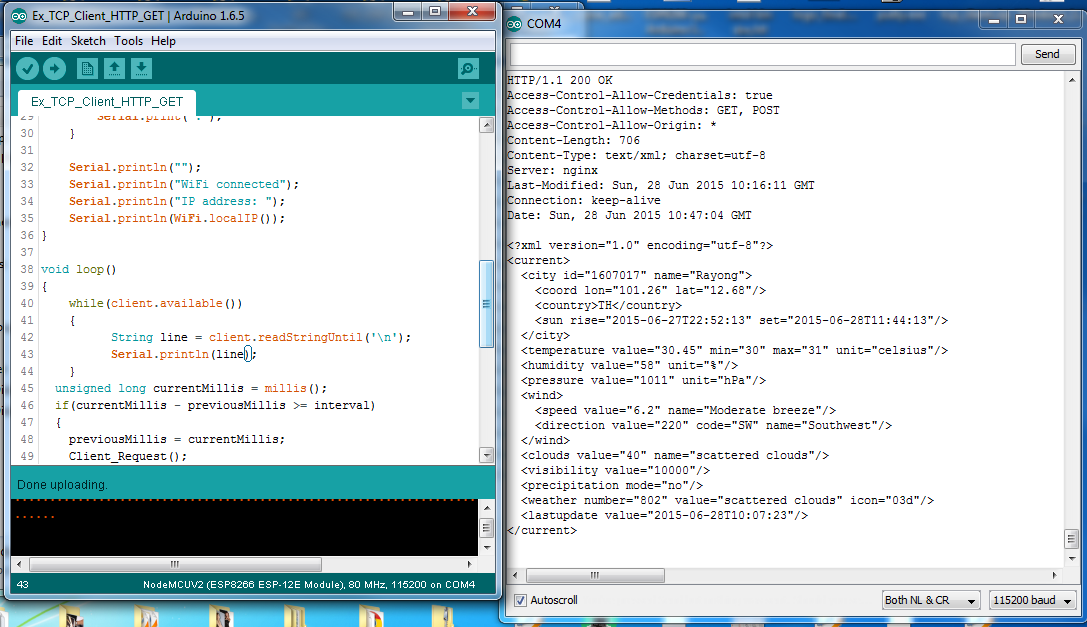 Ex_TCP_Client_HTTP_GET | Arduino 1.6.5
File Edit Sketch Tools Help
Ex_TCP_Client_HTTP_GET
29 Serial.print(".");
30 }
31
32 Serial.println("");
33 Serial.println("WiFi connected");
34 Serial.println("IP address: ");
35 Serial.println(WiFi.localIP());
36 }
37
38 void loop()
39 {
40 while(client.available())
41 {
42 String line = client.readStringUntil('\n');
43 Serial.println(line);
44 }
45 unsigned long currentMillis = millis();
46 if(currentMillis - previousMillis >= interval)
47 {
48 previousMillis = currentMillis;
49 Client_Request();
Done uploading.
......
43 NodeMCUV2 (ESP8266 ESP-12E Module), 80 MHz, 115200 on COM4
COM4
Send
HTTP/1.1 200 OK
Access-Control-Allow-Credentials: true
Access-Control-Allow-Methods: GET, POST
Access-Control-Allow-Origin: *
Content-Length: 706
Content-Type: text/xml; charset=utf-8
Server: nginx
Last-Modified: Sun, 28 Jun 2015 10:16:11 GMT
Connection: keep-alive
Date: Sun, 28 Jun 2015 10:47:04 GMT
<?xml version="1.0" encoding="utf-8"?>
<current>
<city id="1607017" name="Rayong">
<coord lon="101.26" lat="12.68"/>
<country>TH</country>
<sun rise="2015-06-27T22:52:13" set="2015-06-28T11:44:13"/>
</city>
<temperature value="30.45" min="30" max="31" unit="celsius"/>
<humidity value="58" unit="%"/>
<pressure value="1011" unit="hPa"/>
<wind>
<speed value="6.2" name="Moderate breeze"/>
<direction value="220" code="SW" name="Southwest"/>
</wind>
<clouds value="40" name="scattered clouds"/>
<visibility value="10000"/>
<precipitation mode="no"/>
<weather number="802" value="scattered clouds" icon="03d"/>
<lastupdate value="2015-06-28T10:07:23"/>
</current>
Autoscroll
Both NL & CR
115200 baud